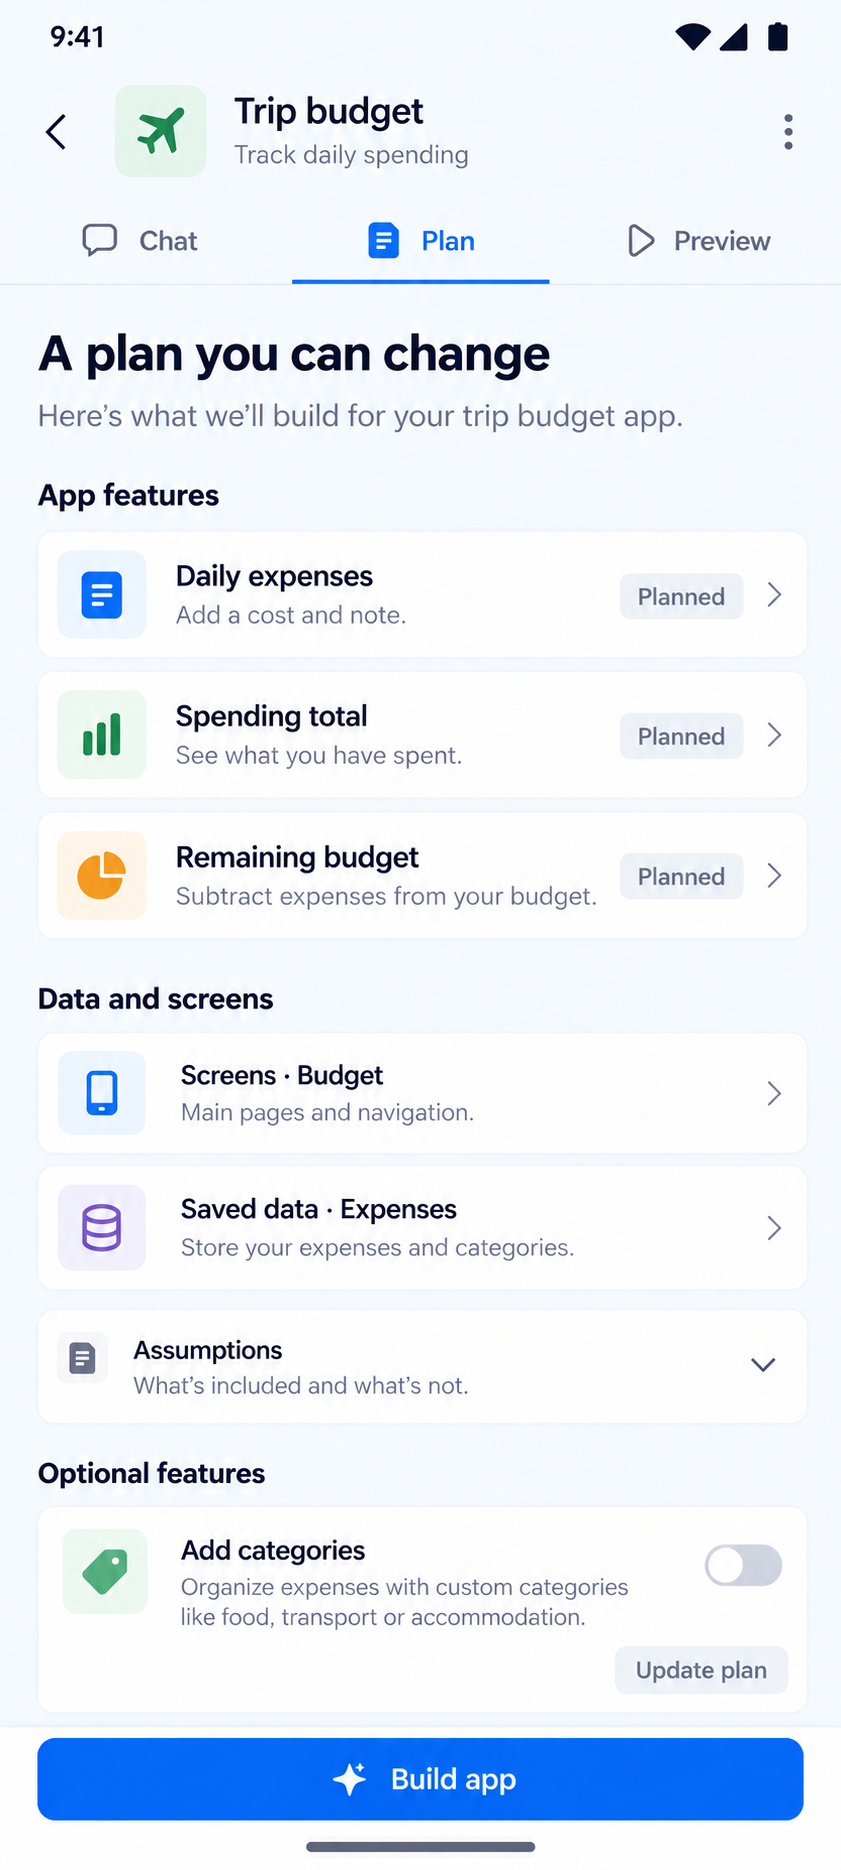 9:41
Trip budget
Track daily spending
Chat
Plan
Preview
A plan you can change
Here’s what we’ll build for your trip budget app.
App features
Daily expenses
Add a cost and note.
Planned
Spending total
See what you have spent.
Planned
Remaining budget
Subtract expenses from your budget.
Planned
Data and screens
Screens · Budget
Main pages and navigation.
Saved data · Expenses
Store your expenses and categories.
Assumptions
What’s included and what’s not.
Optional features
Add categories
Organize expenses with custom categories
like food, transport or accommodation.
Update plan
Build app